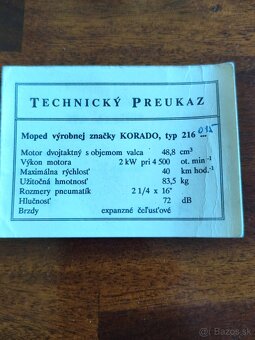 TECHNICKÝ PREUKAZ
Moped výrobnej značky KORADO, typ 216 ...
Motor dvojtaktný s objemom valca 48,8 cm³
Výkon motora 2 kW pri 4 500 ot. min⁻¹
Maximálna rýchlosť 40 km hod.⁻¹
Užitočná hmotnosť 83,5 kg
Rozmery pneumatík 2 1/4 x 16"
Hlučnosť 72 dB
Brzdy expanzné čeľusťové
bazos.sk